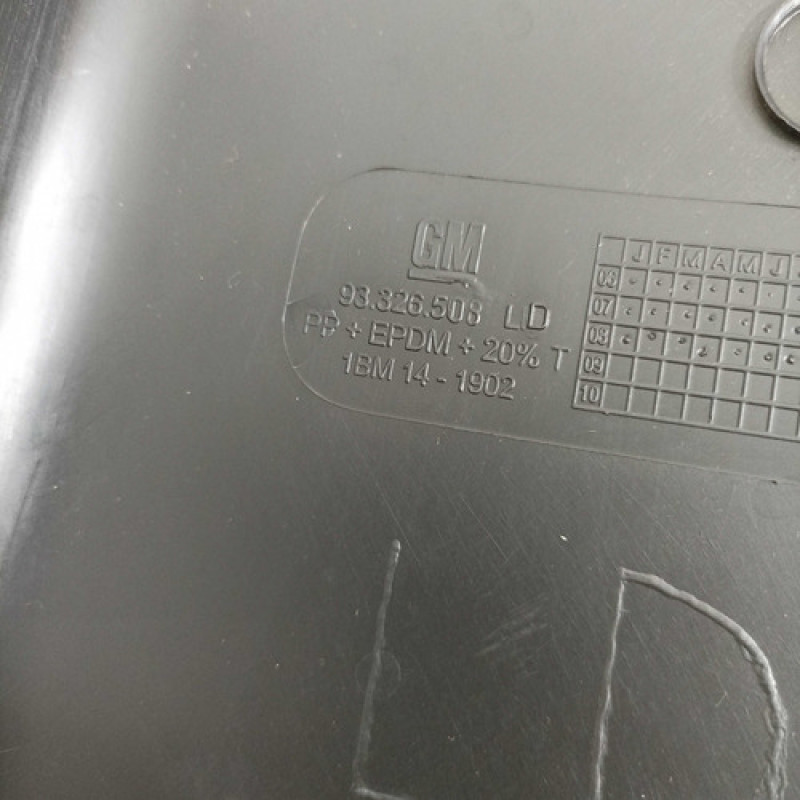 GM
93.326.508 LD
PP + EPDM + 20% T
1BM 14 - 1902
J F M A M J
06
07
08
09
10
LD